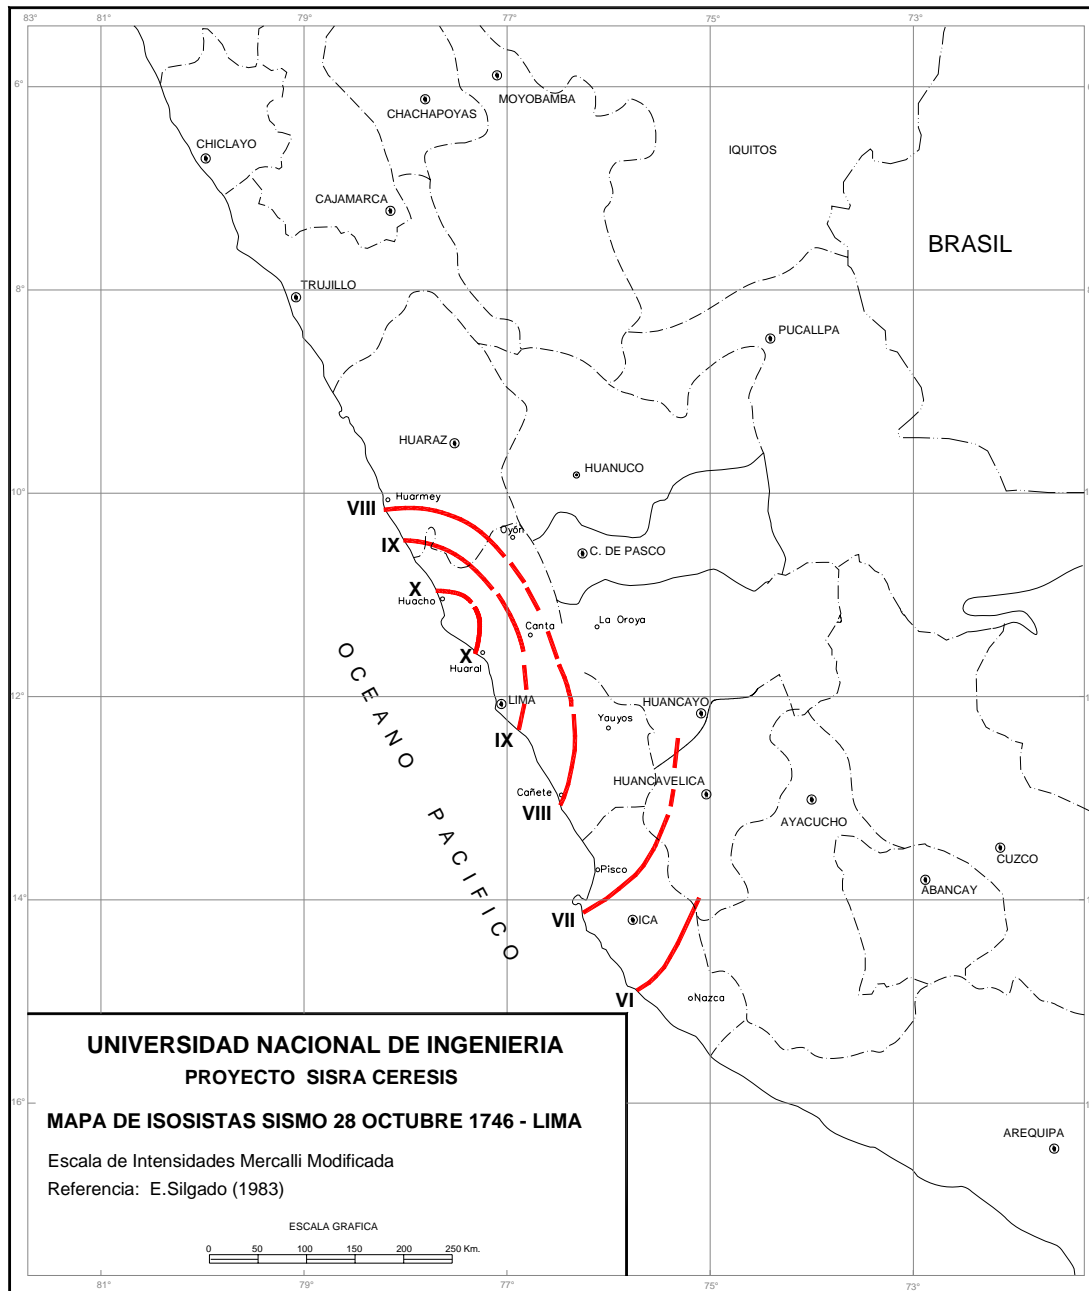 83°
81°
79°
77°
75°
73°
6°
MOYOBAMBA
CHACHAPOYAS
CHICLAYO
IQUITOS
CAJAMARCA
BRASIL
TRUJILLO
8°
PUCALLPA
HUARAZ
HUANUCO
10°
VIII
Huarmey
Oyón
IX
C. DE PASCO
X
Huacho
La Oroya
Canta
X
Huaral
OCEANO PACIFICO
12°
LIMA
HUANCAYO
Yauyos
IX
HUANCAVELICA
Cañete
VIII
AYACUCHO
CUZCO
Pisco
ABANCAY
14°
VII
ICA
VI
Nazca
UNIVERSIDAD NACIONAL DE INGENIERIA
PROYECTO SISRA CERESIS
16°
MAPA DE ISOSISTAS SISMO 28 OCTUBRE 1746 - LIMA
AREQUIPA
Escala de Intensidades Mercalli Modificada
Referencia: E.Silgado (1983)
ESCALA GRAFICA
0 50 100 150 200 250 Km.
81°
79°
77°
75°
73°